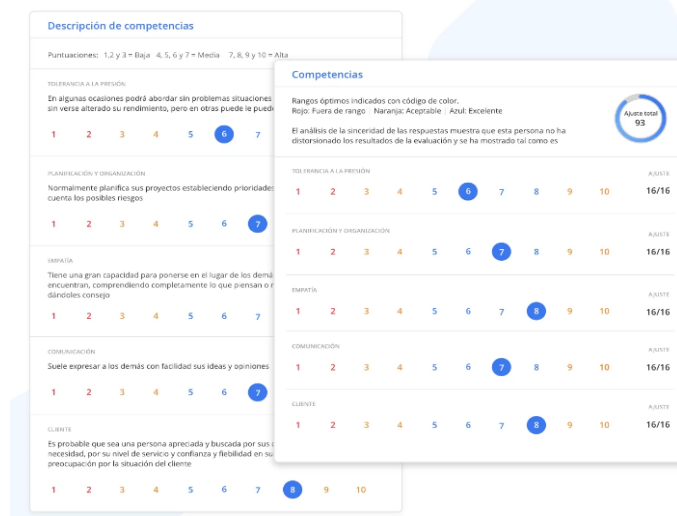 Descripción de competencias
Puntuaciones: 1,2 y 3 = Baja 4, 5, 6 y 7 = Media 7, 8, 9 y 10 = Alta
TOLERANCIA A LA PRESIÓN
En algunas ocasiones podrá abordar sin problemas situaciones
sin verse alterado su rendimiento, pero en otras puede le
1 2 3 4 5 6 7
PLANIFICACIÓN Y ORGANIZACIÓN
Normalmente planifica sus proyectos estableciendo prioridades
cuenta los posibles riesgos
1 2 3 4 5 6 7
EMPATÍA
Tiene una gran capacidad para ponerse en el lugar de los
encuentran, comprendiendo completamente lo que piensan o
dándoles consejo
1 2 3 4 5 6 7
COMUNICACIÓN
Suele expresar a los demás con facilidad sus ideas y opiniones
1 2 3 4 5 6 7
CLIENTE
Es probable que sea una persona apreciada y buscada por sus
necesidad, por su nivel de servicio y confianza y fiebilidad en su
preocupación por la situación del cliente
1 2 3 4 5 6 7 8 9 10
Competencias
Rangos óptimos indicados con código de color.
Rojo: Fuera de rango | Naranja: Aceptable | Azul: Excelente
El análisis de la sinceridad de las respuestas muestra que esta persona no ha
distorsionado los resultados de la evaluación y se ha mostrado tal como es
Ajuste total
93
TOLERANCIA A LA PRESIÓN
AJUSTE
1 2 3 4 5 6 7 8 9 10 16/16
PLANIFICACIÓN Y ORGANIZACIÓN
AJUSTE
1 2 3 4 5 6 7 8 9 10 16/16
EMPATÍA
AJUSTE
1 2 3 4 5 6 7 8 9 10 16/16
COMUNICACIÓN
AJUSTE
1 2 3 4 5 6 7 8 9 10 16/16
CLIENTE
AJUSTE
1 2 3 4 5 6 7 8 9 10 16/16